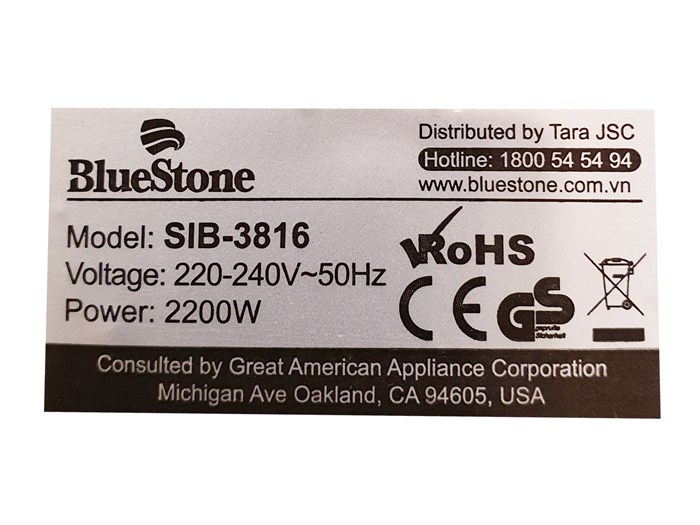 BlueStone
Distributed by Tara JSC
Hotline: 1800 54 54 94
www.bluestone.com.vn
Model: SIB-3816
Voltage: 220-240V~50Hz
Power: 2200W
RoHS
CE
GS
geprüfte
Sicherheit
Consulted by Great American Appliance Corporation
Michigan Ave Oakland, CA 94605, USA